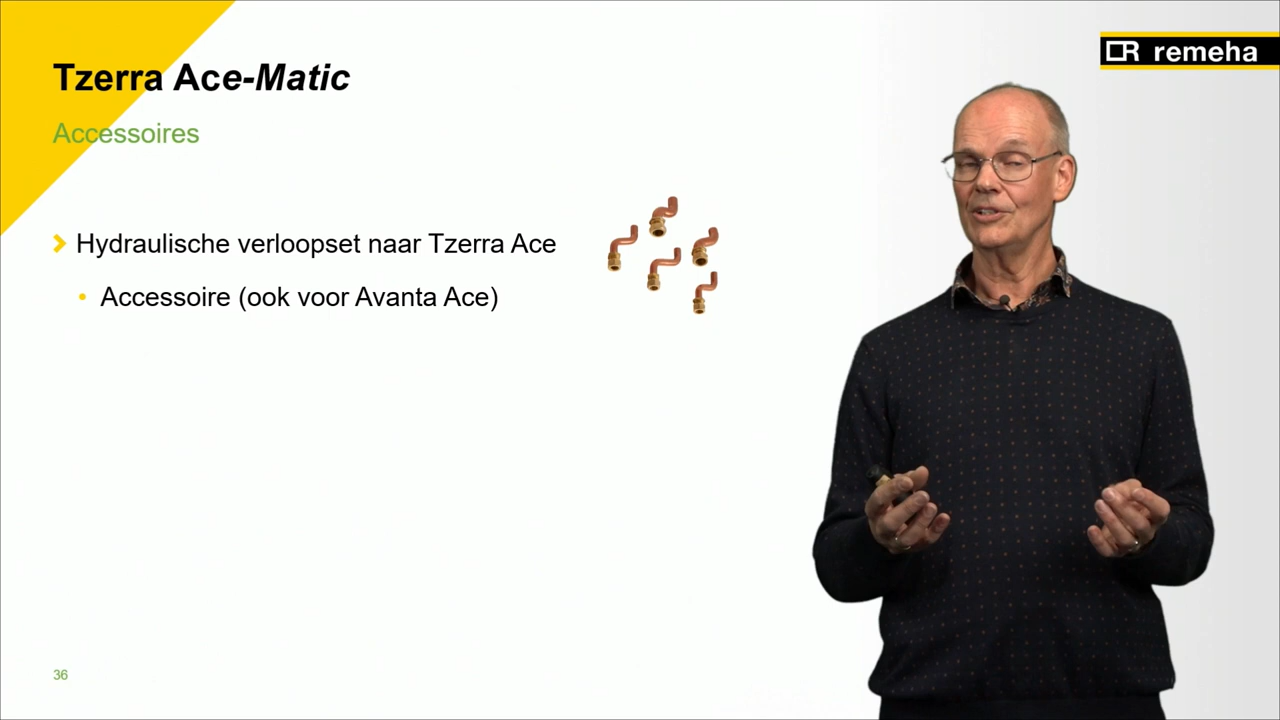 Tzerra Ace-Matic
remeha
Accessoires
Hydraulische verloopset naar Tzerra Ace
Accessoire (ook voor Avanta Ace)
36